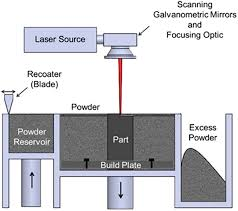 Scanning
Galvanometric Mirrors
and
Focusing Optic
Laser Source
Recoater
(Blade)
Powder
Powder
Reservoir
Part
Excess
Powder
Build Plate